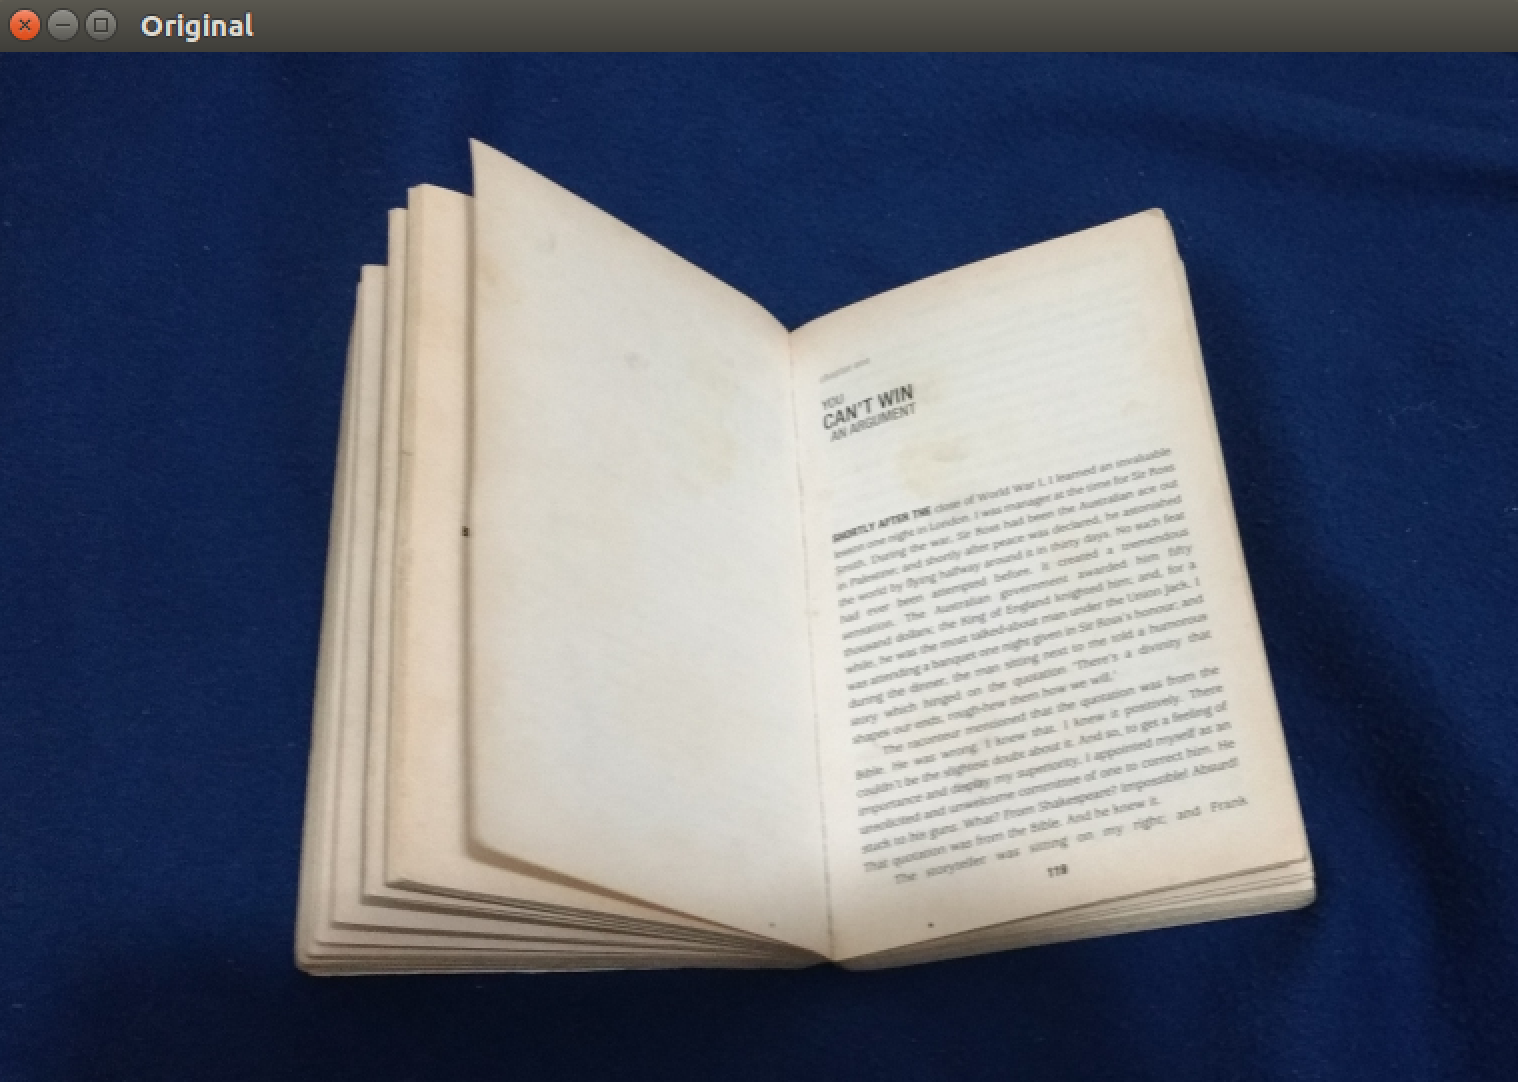 Original
chapter one
YOU
CAN'T WIN
AN ARGUMENT
SHORTLY AFTER THE close of World War I, I learned an invaluable
lesson one night in London. I was manager at the time for Sir Ross
Smith. During the war, Sir Ross had been the Australian ace out
in Palestine; and shortly after peace was declared, he astonished
the world by flying halfway around it in thirty days. No such feat
had ever been attempted before. It created a tremendous
sensation. The Australian government awarded him fifty
thousand dollars; the King of England knighted him; and, for a
while, he was the most talked-about man under the Union Jack. I
was attending a banquet one night given in Sir Ross's honour; and
during the dinner, the man sitting next to me told a humorous
story which hinged on the quotation 'There's a divinity that
shapes our ends, rough-hew them how we will.'
The raconteur mentioned that the quotation was from the
Bible. He was wrong. I knew that. I knew it positively. There
couldn't be the slightest doubt about it. And so, to get a feeling of
importance and display my superiority, I appointed myself as an
unsolicited and unwelcome committee of one to correct him. He
stuck to his guns. What? From Shakespeare? Impossible! Absurd!
That quotation was from the Bible. And he knew it.
The storyteller was sitting on my right; and Frank
119